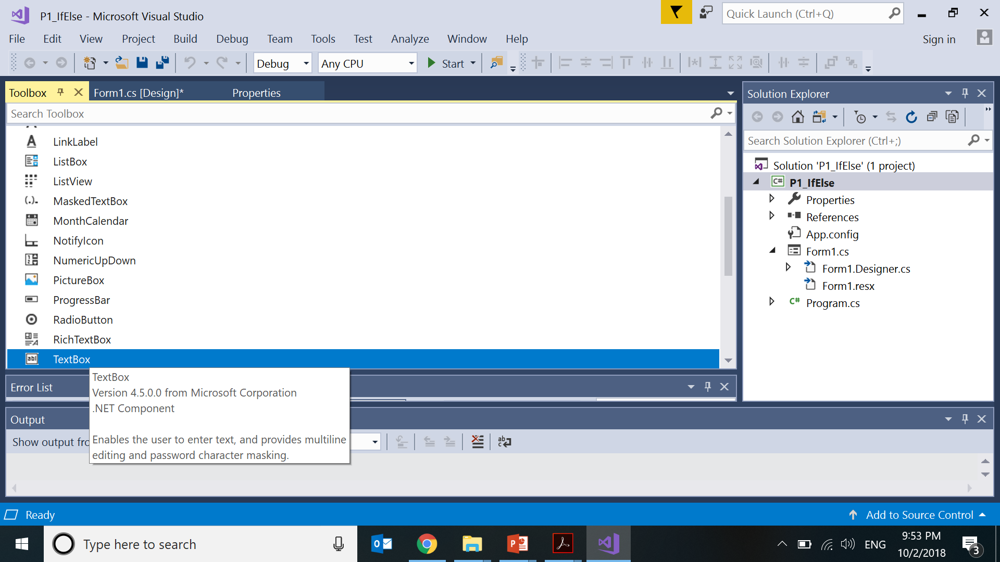 P1_IfElse - Microsoft Visual Studio
Quick Launch (Ctrl+Q)
File Edit View Project Build Debug Team Tools Test Analyze Window Help
Sign in
Debug Any CPU Start
Toolbox Form1.cs [Design]* Properties
Search Toolbox
LinkLabel
ListBox
ListView
MaskedTextBox
MonthCalendar
NotifyIcon
NumericUpDown
PictureBox
ProgressBar
RadioButton
RichTextBox
TextBox
TextBox
Version 4.5.0.0 from Microsoft Corporation
.NET Component
Enables the user to enter text, and provides multiline
editing and password character masking.
Error List
Output
Show output fro
Solution Explorer
Search Solution Explorer (Ctrl+;)
Solution 'P1_IfElse' (1 project)
P1_IfElse
Properties
References
App.config
Form1.cs
Form1.Designer.cs
Form1.resx
C# Program.cs
Ready
Add to Source Control
Type here to search
ENG
9:53 PM
10/2/2018
3